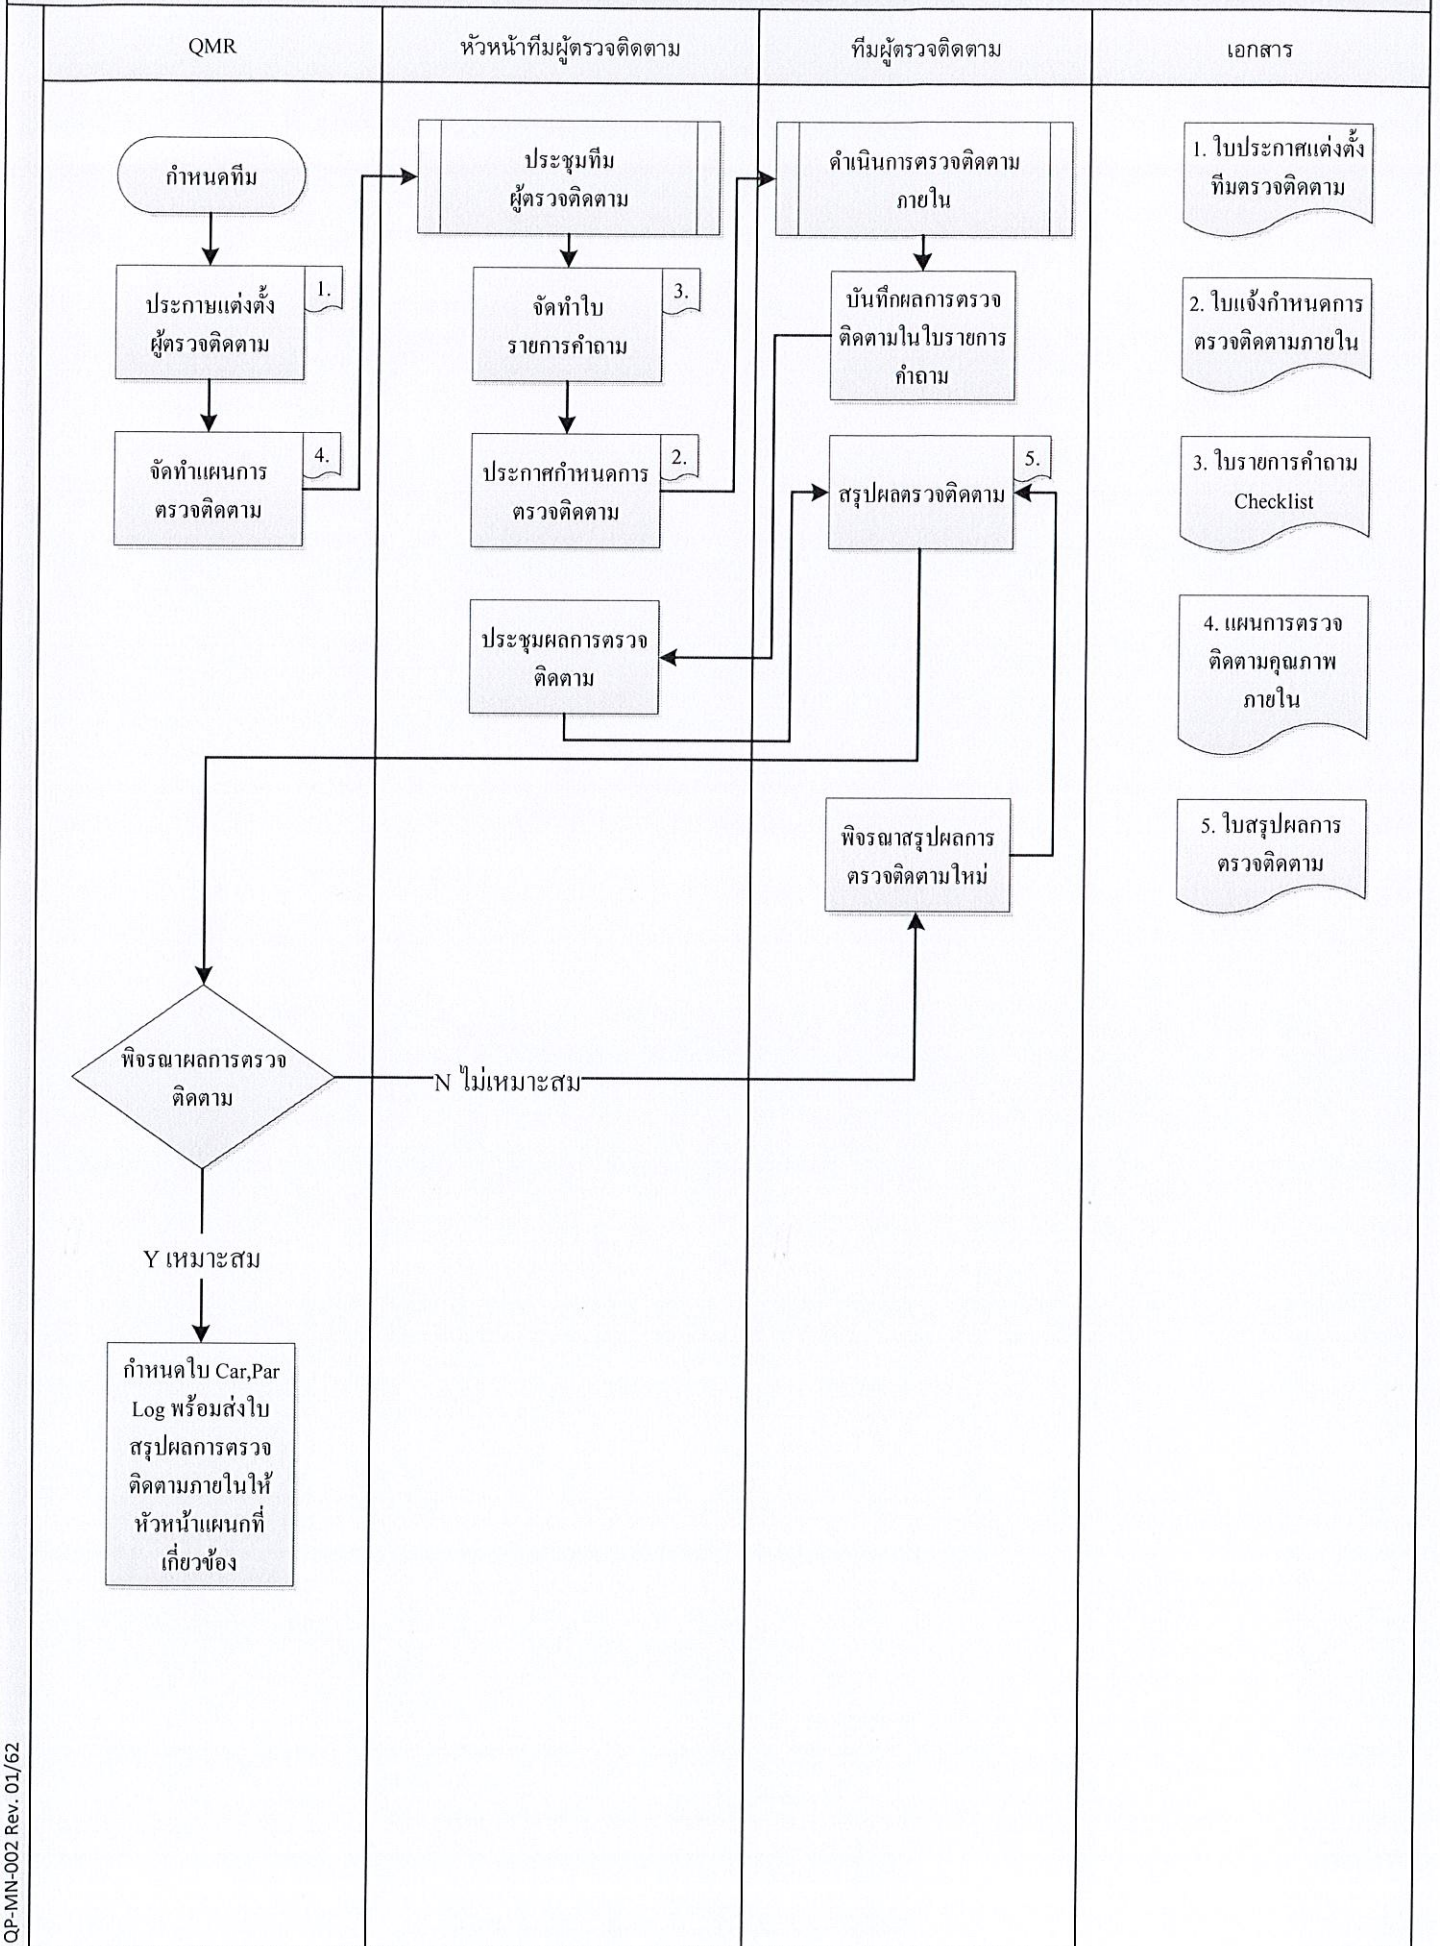 QMR
หัวหน้าทีมผู้ตรวจติดตาม
ทีมผู้ตรวจติดตาม
เอกสาร
กำหนดทีม
ประกายแต่งตั้ง
ผู้ตรวจติดตาม
1.
จัดทำแผนการ
ตรวจติดตาม
4.
ประชุมทีม
ผู้ตรวจติดตาม
จัดทำใบ
รายการคำถาม
3.
ประกาศกำหนดการ
ตรวจติดตาม
2.
ดำเนินการตรวจติดตาม
ภายใน
บันทึกผลการตรวจ
ติดตามในใบรายการ
คำถาม
ประชุมผลการตรวจ
ติดตาม
สรุปผลตรวจติดตาม
5.
พิจรณาสรุปผลการ
ตรวจติดตามใหม่
พิจรณาผลการตรวจ
ติดตาม
N ไม่เหมาะสม
Y เหมาะสม
กำหนดใบ Car,Par
Log พร้อมส่งใบ
สรุปผลการตรวจ
ติดตามภายในให้
หัวหน้าแผนกที่
เกี่ยวข้อง
1. ใบประกาศแต่งตั้ง
ทีมตรวจติดตาม
2. ใบแจ้งกำหนดการ
ตรวจติดตามภายใน
3. ใบรายการคำถาม
Checklist
4. แผนการตรวจ
ติดตามคุณภาพ
ภายใน
5. ใบสรุปผลการ
ตรวจติดตาม
QP-MN-002 Rev. 01/62